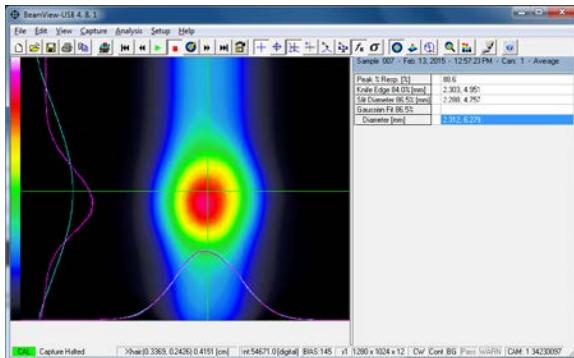 BeamView-USB 4. 8. 1
File Edit View Capture Analysis Setup Help
Sample 007 - Feb. 13, 2015 - 12:57:23 PM - Cam: 1 - Average
Peak % Resp. [%] 88.6
Knife Edge 84.0% [mm] 2.303, 4.951
Slit Diameter 86.5% [mm] 2.288, 4.757
Gaussian Fit 86.5%
Diameter [mm] 2.312, 6.279
CAL Capture Halted Xhair(0.3369, 0.2426) 0.4151 [cm] Int:54671.0 [digital] BIAS:145 x1 1280 x 1024 x 12 CW Cont BG Pass WARN CAM: 1 34230097